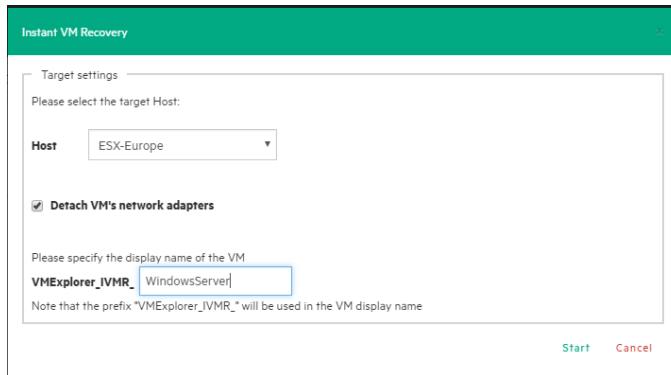 Instant VM Recovery
Target settings
Please select the target Host:
Host ESX-Europe
Detach VM's network adapters
Please specify the display name of the VM
VMExplorer_IVMR_ WindowsServer
Note that the prefix "VMExplorer_IVMR_" will be used in the VM display name
Start Cancel